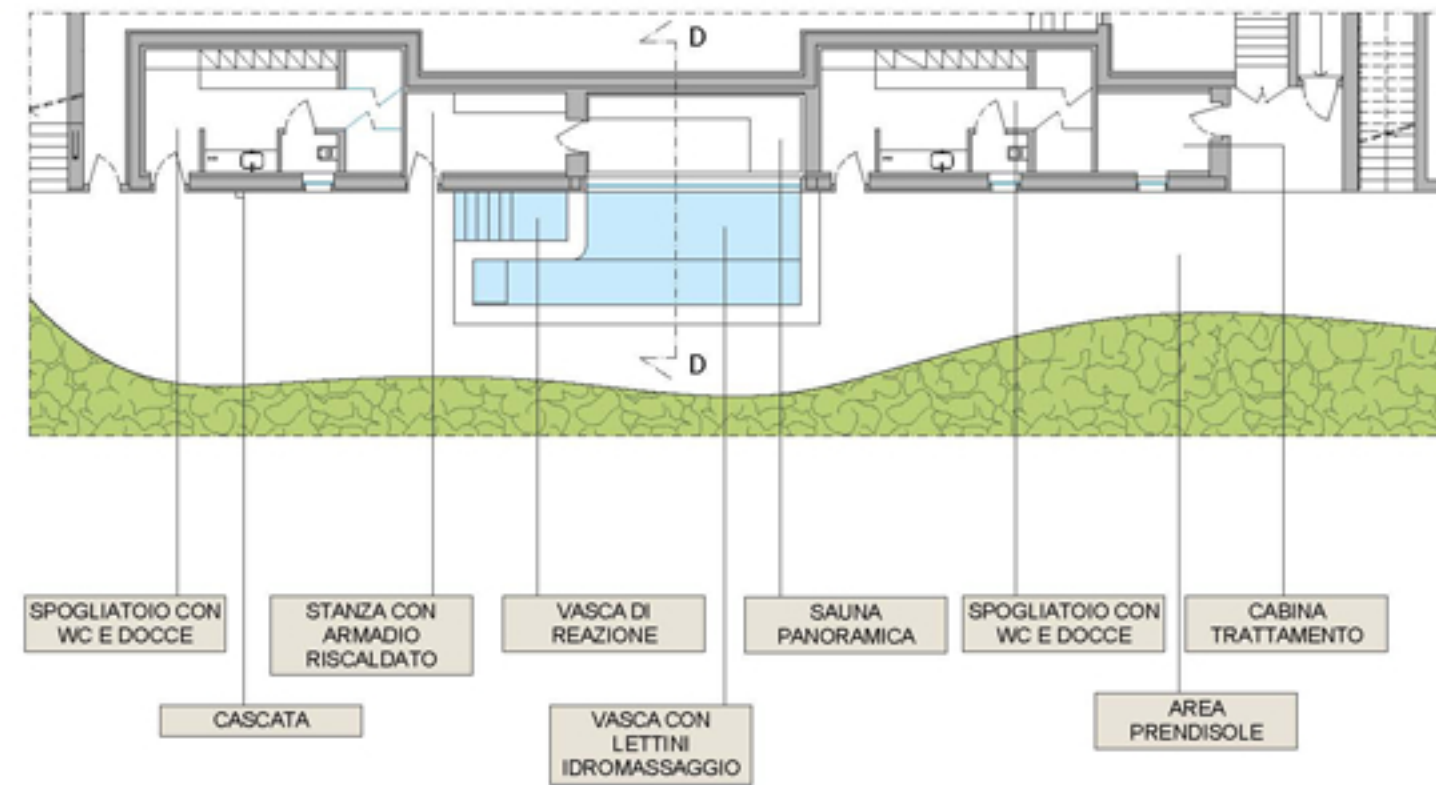 D
D
SPOGLIATOIO CON
WC E DOCCE
STANZA CON
ARMADIO
RISCALDATO
VASCA DI
REAZIONE
SAUNA
PANORAMICA
SPOGLIATOIO CON
WC E DOCCE
CABINA
TRATTAMENTO
CASCATA
VASCA CON
LETTINI
IDROMASSAGGIO
AREA
PRENDISOLE